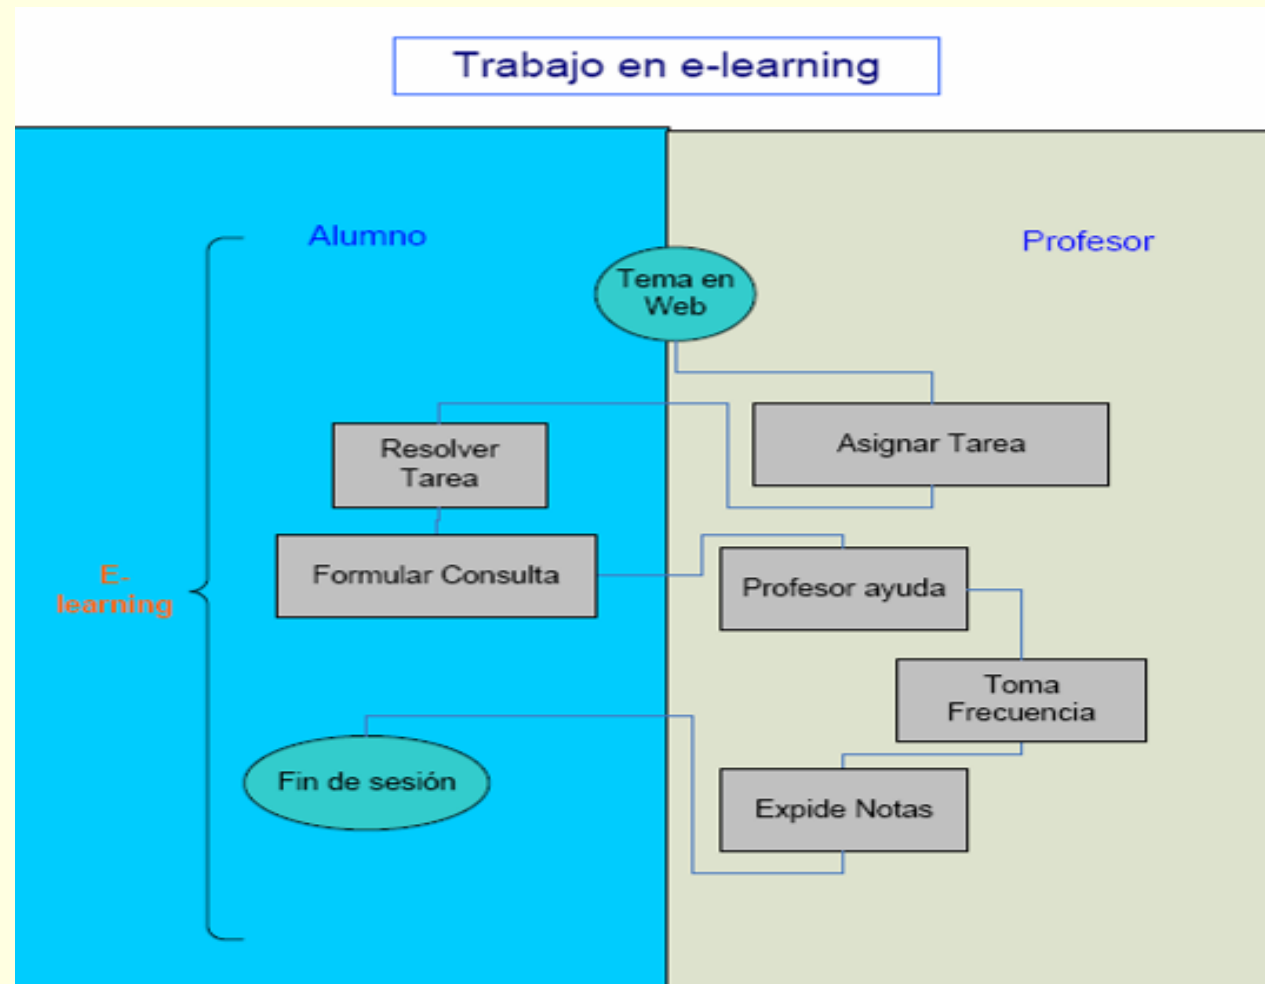 Trabajo en e-learning
Alumno
Profesor
Tema en
Web
Asignar Tarea
Resolver
Tarea
Formular Consulta
Profesor ayuda
E-
learning
Toma
Frecuencia
Fin de sesión
Expide Notas